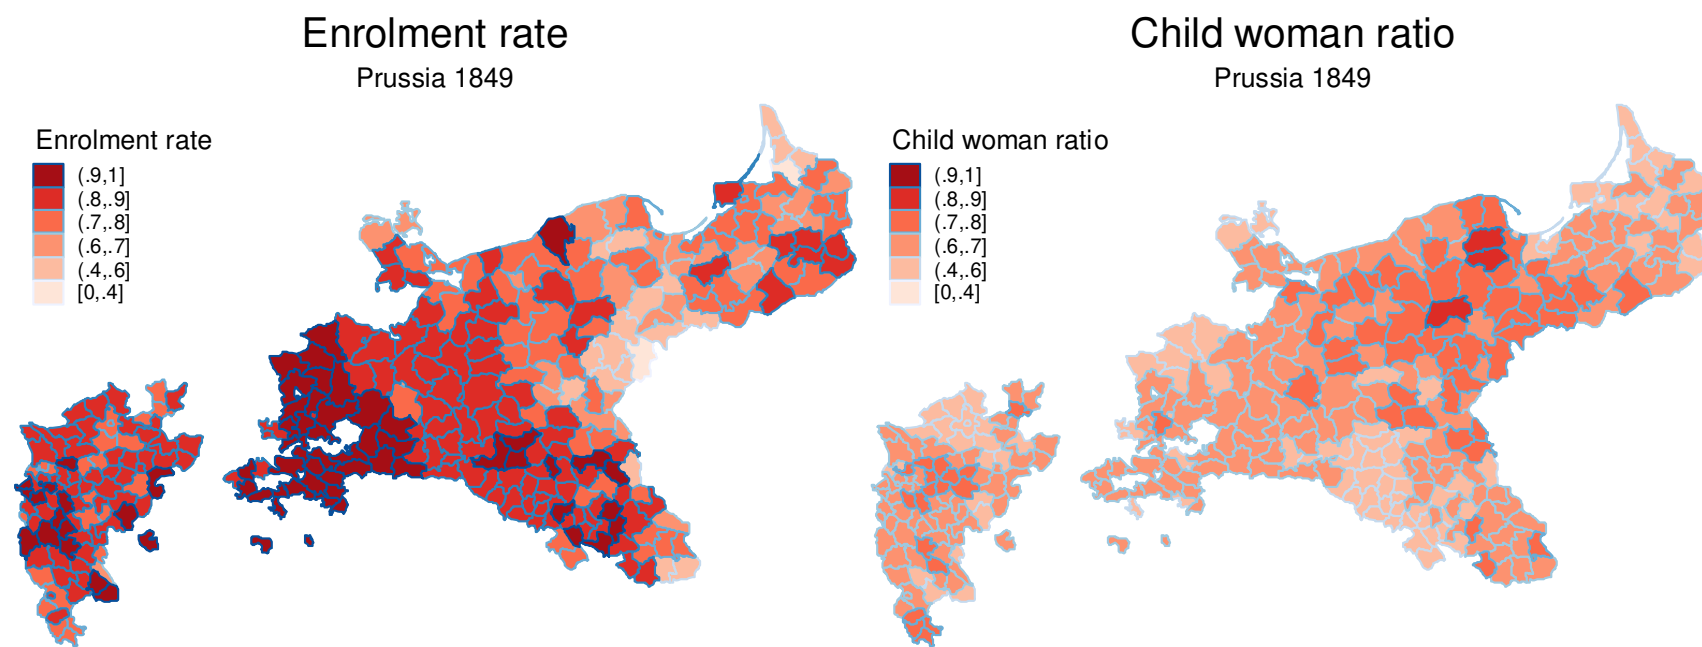 Enrolment rate
Prussia 1849
Enrolment rate
(.9,1]
(.8,.9]
(.7,.8]
(.6,.7]
(.4,.6]
[0,.4]
Child woman ratio
Prussia 1849
Child woman ratio
(.9,1]
(.8,.9]
(.7,.8]
(.6,.7]
(.4,.6]
[0,.4]